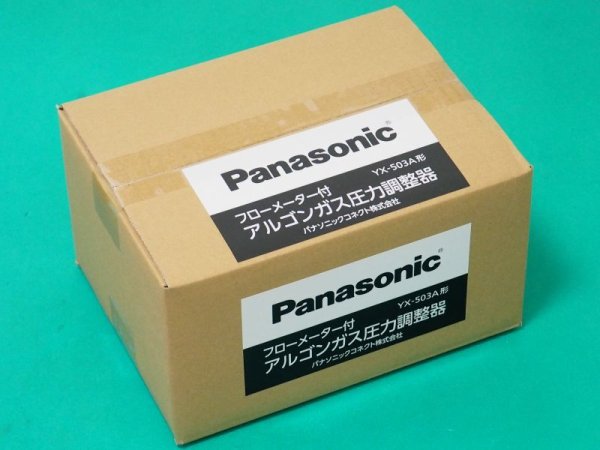 Panasonic®
YX-503A形
フローメーター付
アルゴンガス圧力調整器
パナソニックコネクト株式会社
Panasonic®
YX-503A形
フローメーター付
アルゴンガス圧力調整器
パナソニックコネクト株式会社